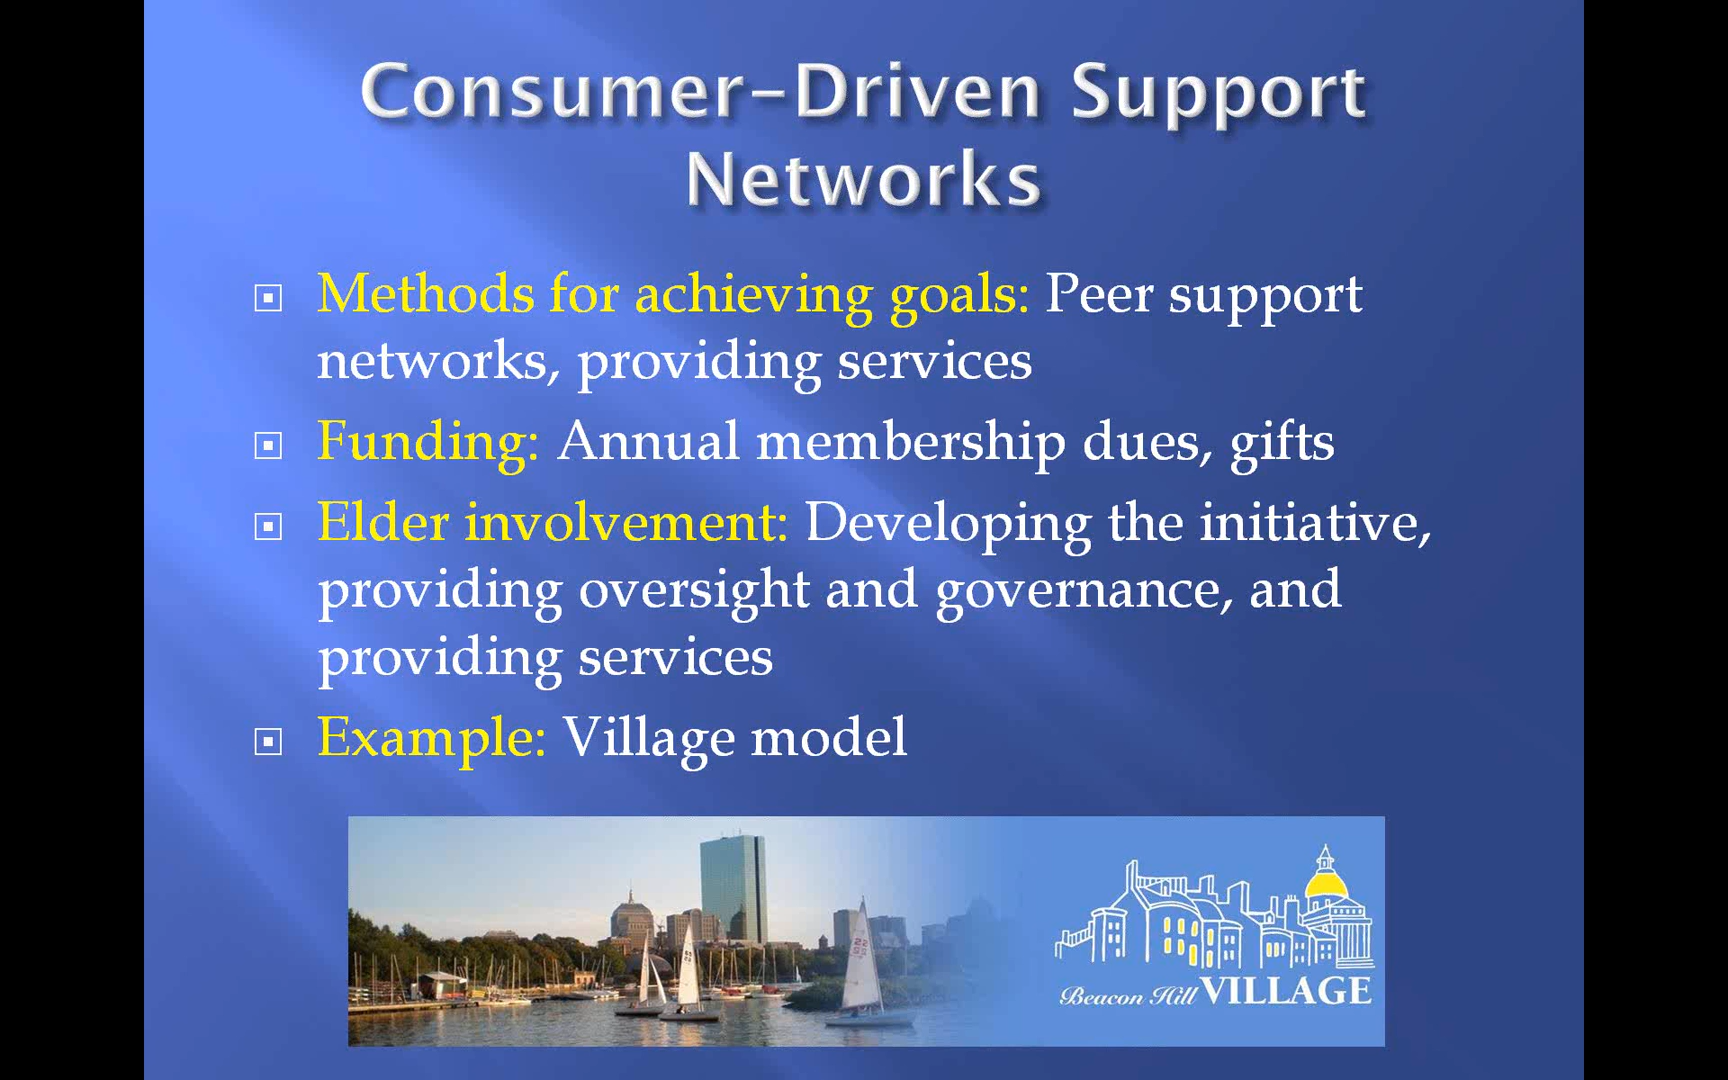 Consumer-Driven Support
Networks
Methods for achieving goals: Peer support
networks, providing services
Funding: Annual membership dues, gifts
Elder involvement: Developing the initiative,
providing oversight and governance, and
providing services
Example: Village model
Beacon Hill VILLAGE